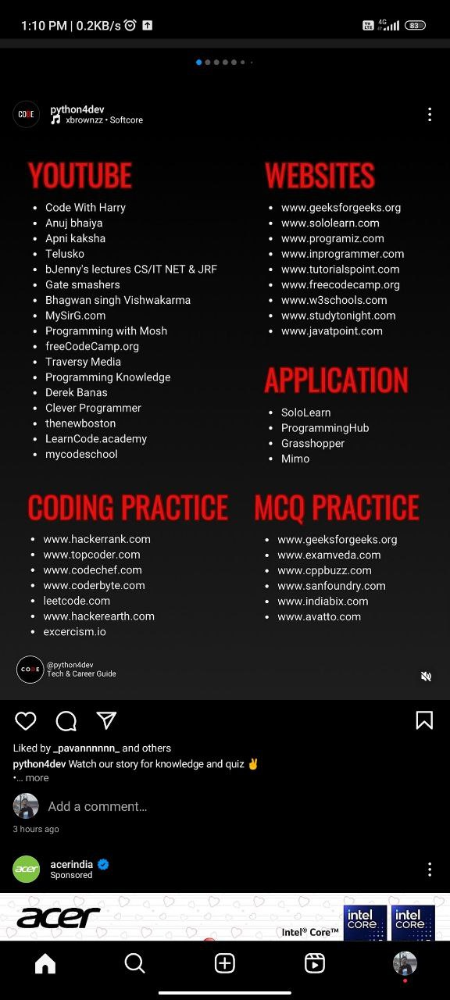 1:10 PM | 0.2KB/s
Vo LTE 4G 83
CODE
python4dev
xbrownzz • Softcore
YOUTUBE
• Code With Harry
• Anuj bhaiya
• Apni kaksha
• Telusko
• bJenny's lectures CS/IT NET & JRF
• Gate smashers
• Bhagwan singh Vishwakarma
• MySirG.com
• Programming with Mosh
• freeCodeCamp.org
• Traversy Media
• Programming Knowledge
• Derek Banas
• Clever Programmer
• thenewboston
• LearnCode.academy
• mycodeschool
WEBSITES
• www.geeksforgeeks.org
• www.sololearn.com
• www.programiz.com
• www.inprogrammer.com
• www.tutorialspoint.com
• www.freecodecamp.org
• www.w3schools.com
• www.studytonight.com
• www.javatpoint.com
APPLICATION
• SoloLearn
• ProgrammingHub
• Grasshopper
• Mimo
CODING PRACTICE
• www.hackerrank.com
• www.topcoder.com
• www.codechef.com
• www.coderbyte.com
• leetcode.com
• www.hackerearth.com
• excercism.io
MCQ PRACTICE
• www.geeksforgeeks.org
• www.examveda.com
• www.cppbuzz.com
• www.sanfoundry.com
• www.indiabix.com
• www.avatto.com
CODE
@python4dev
Tech & Career Guide
Liked by _pavannnnnn_ and others
python4dev Watch our story for knowledge and quiz ✌
•... more
Add a comment...
3 hours ago
acer
acerindia
Sponsored
acer
Intel® Core™
intel CORE
intel CORE